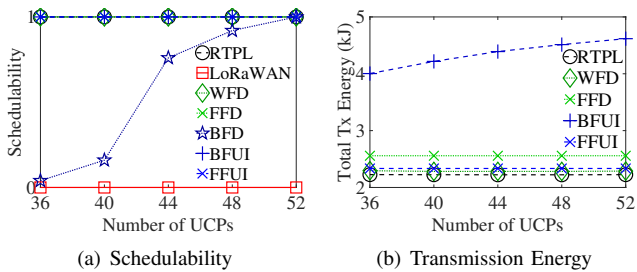 1
0
36
40
44
48
52
Schedulability
Number of UCPs
RTPL
LoRaWAN
WFD
FFD
BFD
BFUI
FFUI
(a) Schedulability
5
4
3
2
36
40
44
48
52
Total Tx Energy (kJ)
Number of UCPs
RTPL
WFD
FFD
BFUI
FFUI
(b) Transmission Energy